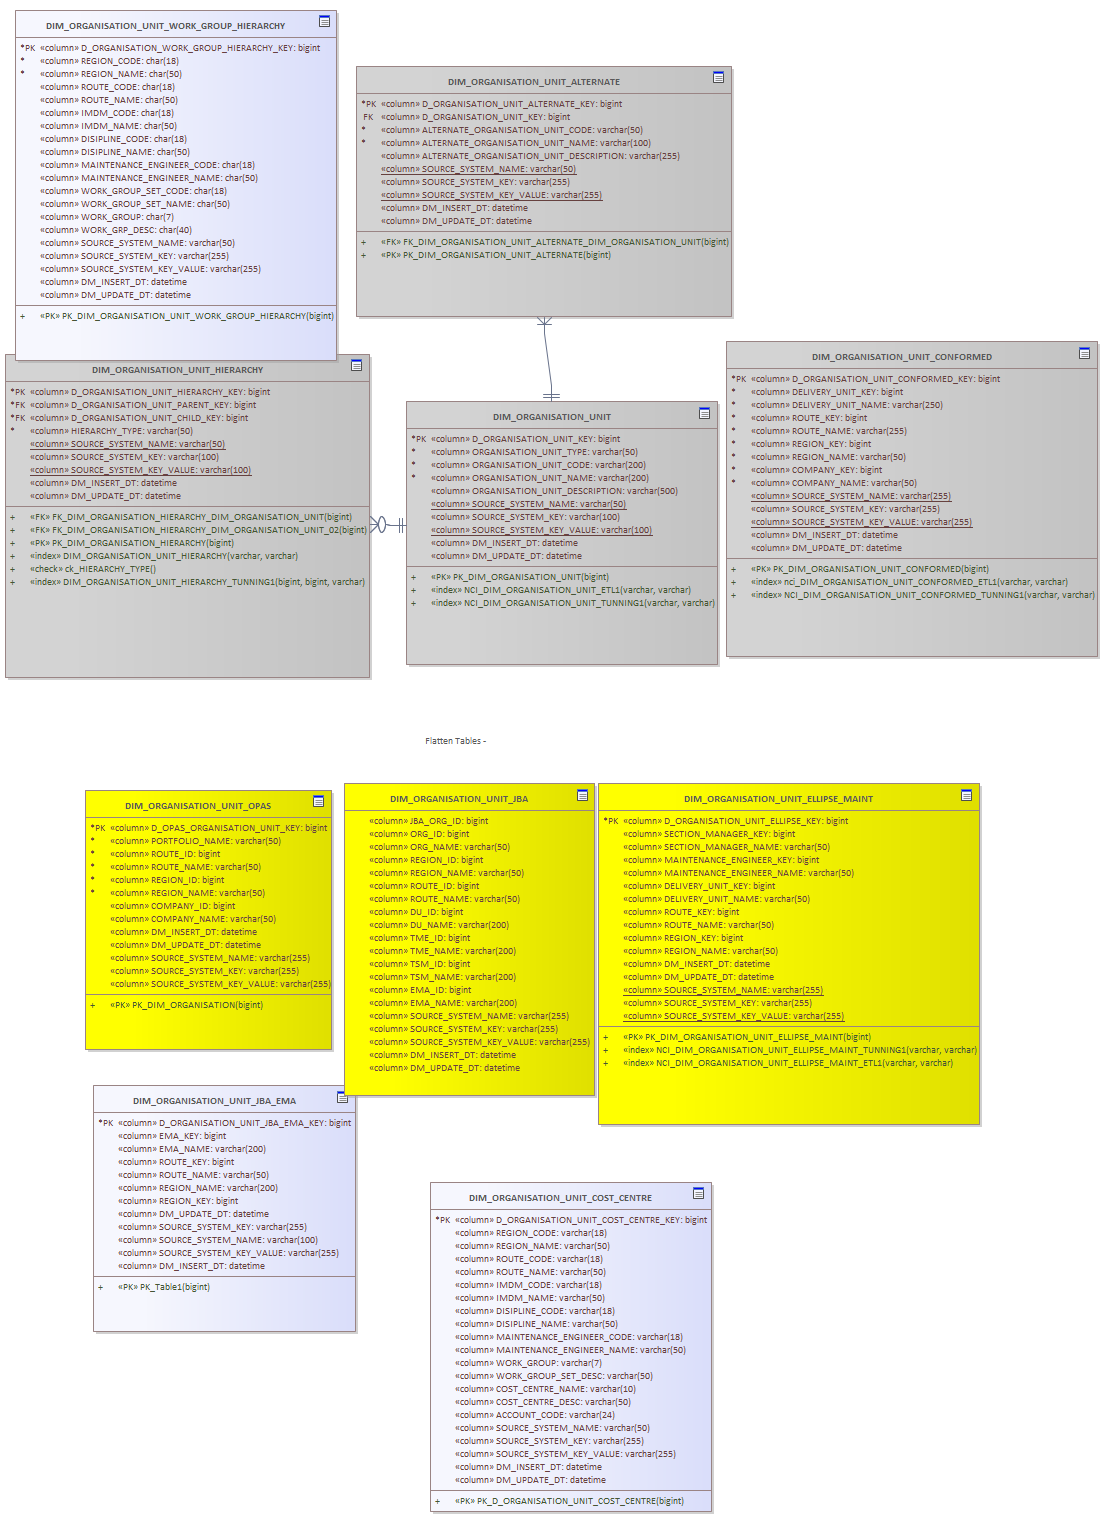 DIM_ORGANISATION_UNIT_WORK_GROUP_HIERARCHY
*PK «column» D_ORGANISATION_WORK_GROUP_HIERARCHY_KEY: bigint
* «column» REGION_CODE: char(18)
* «column» REGION_NAME: char(50)
«column» ROUTE_CODE: char(18)
«column» ROUTE_NAME: char(50)
«column» IMDM_CODE: char(18)
«column» IMDM_NAME: char(50)
«column» DISIPLINE_CODE: char(18)
«column» DISIPLINE_NAME: char(50)
«column» MAINTENANCE_ENGINEER_CODE: char(18)
«column» MAINTENANCE_ENGINEER_NAME: char(50)
«column» WORK_GROUP_SET_CODE: char(18)
«column» WORK_GROUP_SET_NAME: char(50)
«column» WORK_GROUP: char(7)
«column» WORK_GRP_DESC: char(40)
«column» SOURCE_SYSTEM_NAME: varchar(50)
«column» SOURCE_SYSTEM_KEY: varchar(255)
«column» SOURCE_SYSTEM_KEY_VALUE: varchar(255)
«column» DM_INSERT_DT: datetime
«column» DM_UPDATE_DT: datetime
+ «PK» PK_DIM_ORGANISATION_UNIT_WORK_GROUP_HIERARCHY(bigint)
DIM_ORGANISATION_UNIT_ALTERNATE
*PK «column» D_ORGANISATION_UNIT_ALTERNATE_KEY: bigint
FK «column» D_ORGANISATION_UNIT_KEY: bigint
* «column» ALTERNATE_ORGANISATION_UNIT_CODE: varchar(50)
* «column» ALTERNATE_ORGANISATION_UNIT_NAME: varchar(100)
«column» ALTERNATE_ORGANISATION_UNIT_DESCRIPTION: varchar(255)
«column» SOURCE_SYSTEM_NAME: varchar(50)
«column» SOURCE_SYSTEM_KEY: varchar(255)
«column» SOURCE_SYSTEM_KEY_VALUE: varchar(255)
«column» DM_INSERT_DT: datetime
«column» DM_UPDATE_DT: datetime
+ «FK» FK_DIM_ORGANISATION_UNIT_ALTERNATE_DIM_ORGANISATION_UNIT(bigint)
+ «PK» PK_DIM_ORGANISATION_UNIT_ALTERNATE(bigint)
DIM_ORGANISATION_UNIT_HIERARCHY
*PK «column» D_ORGANISATION_UNIT_HIERARCHY_KEY: bigint
*FK «column» D_ORGANISATION_UNIT_PARENT_KEY: bigint
*FK «column» D_ORGANISATION_UNIT_CHILD_KEY: bigint
* «column» HIERARCHY_TYPE: varchar(50)
«column» SOURCE_SYSTEM_NAME: varchar(50)
«column» SOURCE_SYSTEM_KEY: varchar(100)
«column» SOURCE_SYSTEM_KEY_VALUE: varchar(100)
«column» DM_INSERT_DT: datetime
«column» DM_UPDATE_DT: datetime
+ «FK» FK_DIM_ORGANISATION_HIERARCHY_DIM_ORGANISATION_UNIT(bigint)
+ «FK» FK_DIM_ORGANISATION_HIERARCHY_DIM_ORGANISATION_UNIT_02(bigint)
+ «PK» PK_DIM_ORGANISATION_HIERARCHY(bigint)
+ «index» DIM_ORGANISATION_UNIT_HIERARCHY(varchar, varchar)
+ «check» ck_HIERARCHY_TYPE()
+ «index» DIM_ORGANISATION_UNIT_HIERARCHY_TUNNING1(bigint, bigint, varchar)
DIM_ORGANISATION_UNIT
*PK «column» D_ORGANISATION_UNIT_KEY: bigint
* «column» ORGANISATION_UNIT_TYPE: varchar(50)
* «column» ORGANISATION_UNIT_CODE: varchar(200)
* «column» ORGANISATION_UNIT_NAME: varchar(200)
«column» ORGANISATION_UNIT_DESCRIPTION: varchar(500)
«column» SOURCE_SYSTEM_NAME: varchar(50)
«column» SOURCE_SYSTEM_KEY: varchar(100)
«column» SOURCE_SYSTEM_KEY_VALUE: varchar(100)
«column» DM_INSERT_DT: datetime
«column» DM_UPDATE_DT: datetime
+ «PK» PK_DIM_ORGANISATION_UNIT(bigint)
+ «index» NCI_DIM_ORGANISATION_UNIT_ETL1(varchar, varchar)
+ «index» NCI_DIM_ORGANISATION_UNIT_TUNNING1(varchar, varchar)
DIM_ORGANISATION_UNIT_CONFORMED
*PK «column» D_ORGANISATION_UNIT_CONFORMED_KEY: bigint
* «column» DELIVERY_UNIT_KEY: bigint
* «column» DELIVERY_UNIT_NAME: varchar(250)
* «column» ROUTE_KEY: bigint
* «column» ROUTE_NAME: varchar(255)
* «column» REGION_KEY: bigint
* «column» REGION_NAME: varchar(50)
* «column» COMPANY_KEY: bigint
* «column» COMPANY_NAME: varchar(50)
«column» SOURCE_SYSTEM_NAME: varchar(255)
«column» SOURCE_SYSTEM_KEY: varchar(255)
«column» SOURCE_SYSTEM_KEY_VALUE: varchar(255)
«column» DM_INSERT_DT: datetime
«column» DM_UPDATE_DT: datetime
+ «PK» PK_DIM_ORGANISATION_UNIT_CONFORMED(bigint)
+ «index» nci_DIM_ORGANISATION_UNIT_CONFORMED_ETL1(varchar, varchar)
+ «index» NCI_DIM_ORGANISATION_UNIT_CONFORMED_TUNNING1(varchar, varchar)
Flatten Tables -
DIM_ORGANISATION_UNIT_OPAS
*PK «column» D_OPAS_ORGANISATION_UNIT_KEY: bigint
* «column» PORTFOLIO_NAME: varchar(50)
* «column» ROUTE_ID: bigint
* «column» ROUTE_NAME: varchar(50)
* «column» REGION_ID: bigint
* «column» REGION_NAME: varchar(50)
«column» COMPANY_ID: bigint
«column» COMPANY_NAME: varchar(50)
«column» DM_INSERT_DT: datetime
«column» DM_UPDATE_DT: datetime
«column» SOURCE_SYSTEM_NAME: varchar(255)
«column» SOURCE_SYSTEM_KEY: varchar(255)
«column» SOURCE_SYSTEM_KEY_VALUE: varchar(255)
+ «PK» PK_DIM_ORGANISATION(bigint)
DIM_ORGANISATION_UNIT_JBA
«column» JBA_ORG_ID: bigint
«column» ORG_ID: bigint
«column» ORG_NAME: varchar(50)
«column» REGION_ID: bigint
«column» REGION_NAME: varchar(50)
«column» ROUTE_ID: bigint
«column» ROUTE_NAME: varchar(50)
«column» DU_ID: bigint
«column» DU_NAME: varchar(200)
«column» TME_ID: bigint
«column» TME_NAME: varchar(200)
«column» TSM_ID: bigint
«column» TSM_NAME: varchar(200)
«column» EMA_ID: bigint
«column» EMA_NAME: varchar(200)
«column» SOURCE_SYSTEM_NAME: varchar(255)
«column» SOURCE_SYSTEM_KEY: varchar(255)
«column» SOURCE_SYSTEM_KEY_VALUE: varchar(255)
«column» DM_INSERT_DT: datetime
«column» DM_UPDATE_DT: datetime
DIM_ORGANISATION_UNIT_ELLIPSE_MAINT
*PK «column» D_ORGANISATION_UNIT_ELLIPSE_KEY: bigint
«column» SECTION_MANAGER_KEY: bigint
«column» SECTION_MANAGER_NAME: varchar(50)
«column» MAINTENANCE_ENGINEER_KEY: bigint
«column» MAINTENANCE_ENGINEER_NAME: varchar(50)
«column» DELIVERY_UNIT_KEY: bigint
«column» DELIVERY_UNIT_NAME: varchar(50)
«column» ROUTE_KEY: bigint
«column» ROUTE_NAME: varchar(50)
«column» REGION_KEY: bigint
«column» REGION_NAME: varchar(50)
«column» DM_INSERT_DT: datetime
«column» DM_UPDATE_DT: datetime
«column» SOURCE_SYSTEM_NAME: varchar(255)
«column» SOURCE_SYSTEM_KEY: varchar(255)
«column» SOURCE_SYSTEM_KEY_VALUE: varchar(255)
+ «PK» PK_DIM_ORGANISATION_UNIT_ELLIPSE_MAINT(bigint)
+ «index» NCI_DIM_ORGANISATION_UNIT_ELLIPSE_MAINT_TUNNING1(varchar, varchar)
+ «index» NCI_DIM_ORGANISATION_UNIT_ELLIPSE_MAINT_ETL1(varchar, varchar)
DIM_ORGANISATION_UNIT_JBA_EMA
*PK «column» D_ORGANISATION_UNIT_JBA_EMA_KEY: bigint
«column» EMA_KEY: bigint
«column» EMA_NAME: varchar(200)
«column» ROUTE_KEY: bigint
«column» ROUTE_NAME: varchar(50)
«column» REGION_NAME: varchar(200)
«column» REGION_KEY: bigint
«column» DM_UPDATE_DT: datetime
«column» SOURCE_SYSTEM_KEY: varchar(255)
«column» SOURCE_SYSTEM_NAME: varchar(100)
«column» SOURCE_SYSTEM_KEY_VALUE: varchar(255)
«column» DM_INSERT_DT: datetime
+ «PK» PK_Table1(bigint)
DIM_ORGANISATION_UNIT_COST_CENTRE
*PK «column» D_ORGANISATION_UNIT_COST_CENTRE_KEY: bigint
«column» REGION_CODE: varchar(18)
«column» REGION_NAME: varchar(50)
«column» ROUTE_CODE: varchar(18)
«column» ROUTE_NAME: varchar(50)
«column» IMDM_CODE: varchar(18)
«column» IMDM_NAME: varchar(50)
«column» DISIPLINE_CODE: varchar(18)
«column» DISIPLINE_NAME: varchar(50)
«column» MAINTENANCE_ENGINEER_CODE: varchar(18)
«column» MAINTENANCE_ENGINEER_NAME: varchar(50)
«column» WORK_GROUP: varchar(7)
«column» WORK_GROUP_SET_DESC: varchar(50)
«column» COST_CENTRE_NAME: varchar(10)
«column» COST_CENTRE_DESC: varchar(50)
«column» ACCOUNT_CODE: varchar(24)
«column» SOURCE_SYSTEM_NAME: varchar(50)
«column» SOURCE_SYSTEM_KEY: varchar(255)
«column» SOURCE_SYSTEM_KEY_VALUE: varchar(255)
«column» DM_INSERT_DT: datetime
«column» DM_UPDATE_DT: datetime
+ «PK» PK_D_ORGANISATION_UNIT_COST_CENTRE(bigint)